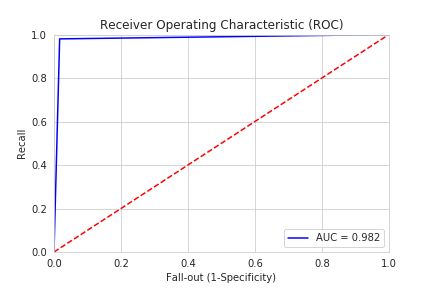 Receiver Operating Characteristic (ROC)
1.0
0.8
0.6
0.4
0.2
0.0
Recall
AUC = 0.982
0.0 0.2 0.4 0.6 0.8 1.0
Fall-out (1-Specificity)